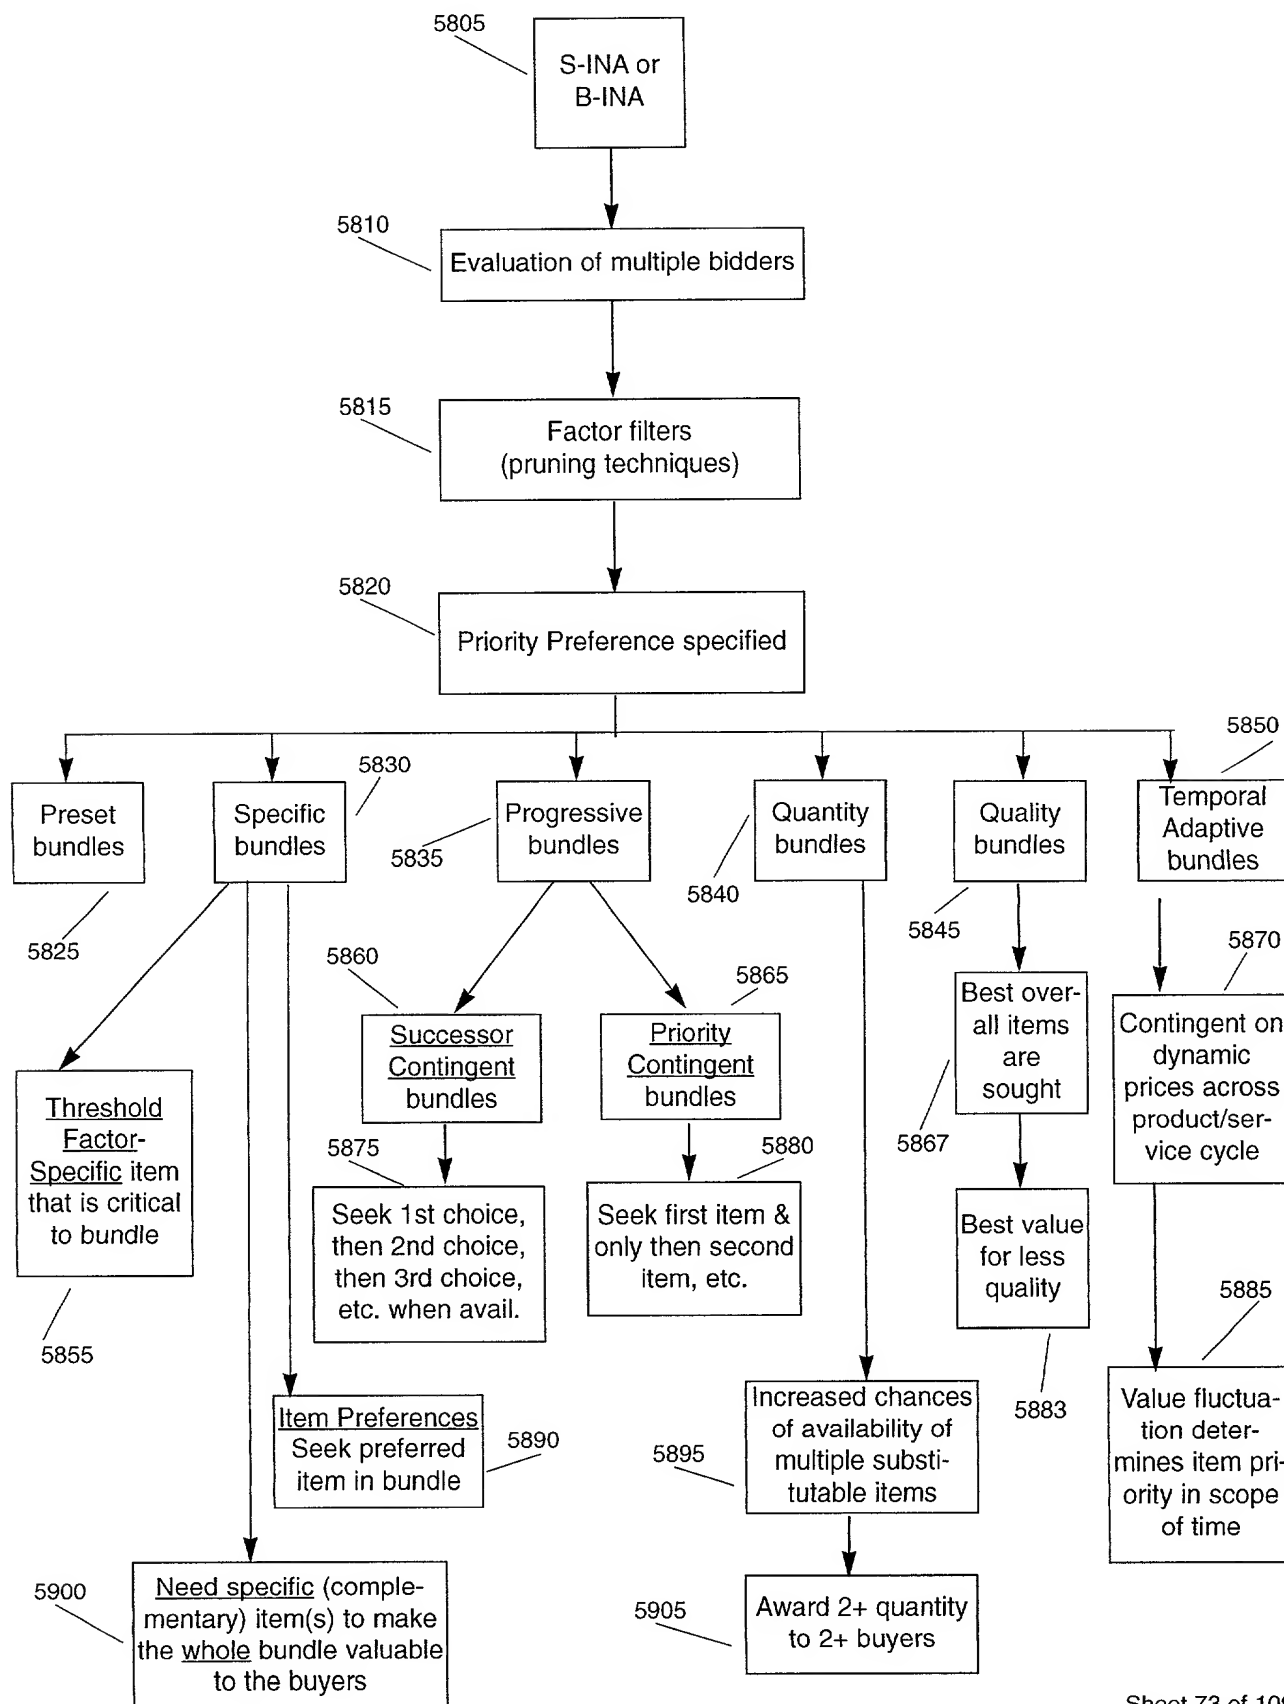 5805
S-INA or
B-INA
5810
Evaluation of multiple bidders
5815
Factor filters
(pruning techniques)
5820
Priority Preference specified
5850
5830
Preset
bundles
Specific
bundles
Progressive
bundles
Quantity
bundles
Quality
bundles
Temporal
Adaptive
bundles
5835
5840
5845
5825
5860
5865
5870
Successor
Contingent
bundles
Priority
Contingent
bundles
Best over-
all items
are
sought
Contingent on
dynamic
prices across
product/ser-
vice cycle
Threshold
Factor-
Specific item
that is critical
to bundle
5867
5875
5880
Seek 1st choice,
then 2nd choice,
then 3rd choice,
etc. when avail.
Seek first item &
only then second
item, etc.
Best value
for less
quality
5885
5855
5883
Item Preferences
Seek preferred
item in bundle
5890
5895
Increased chances
of availability of
multiple substi-
tutable items
Value fluctua-
tion deter-
mines item pri-
ority in scope
of time
5900
Need specific (comple-
mentary) item(s) to make
the whole bundle valuable
to the buyers
5905
Award 2+ quantity
to 2+ buyers
Sheet 73 of